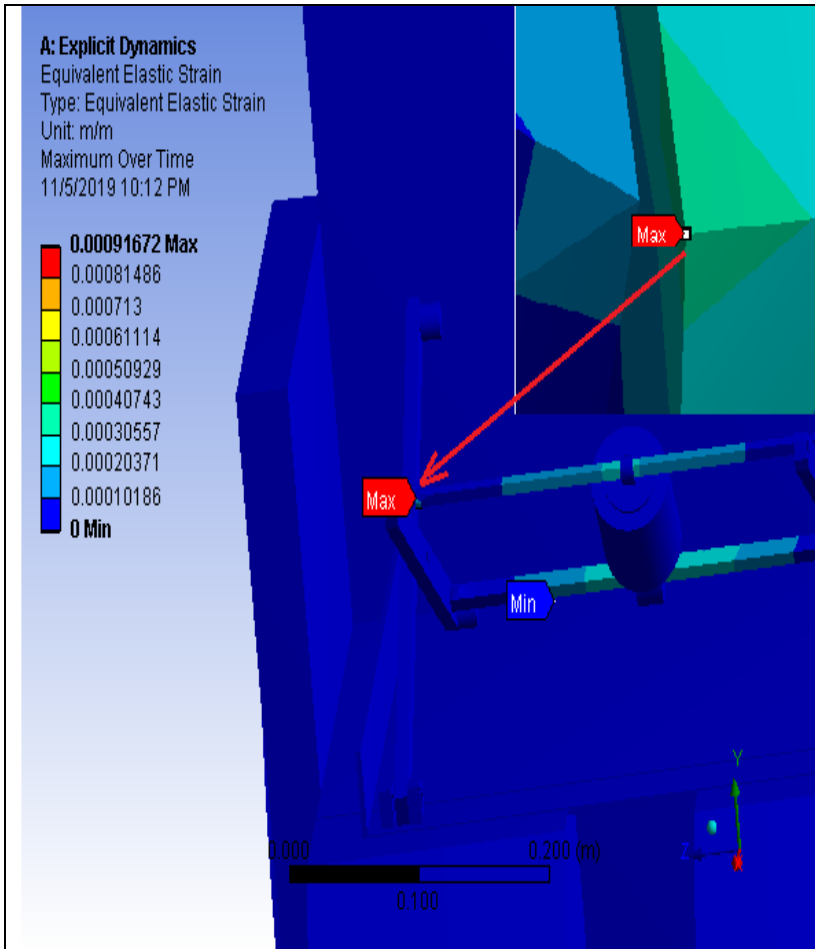 A: Explicit Dynamics
Equivalent Elastic Strain
Type: Equivalent Elastic Strain
Unit: m/m
Maximum Over Time
11/5/2019 10:12 PM
0.00091672 Max
0.00081486
0.000713
0.00061114
0.00050929
0.00040743
0.00030557
0.00020371
0.00010186
0 Min
Max
Max
Min
Y
Z
0.000
0.200 (m)
0.100